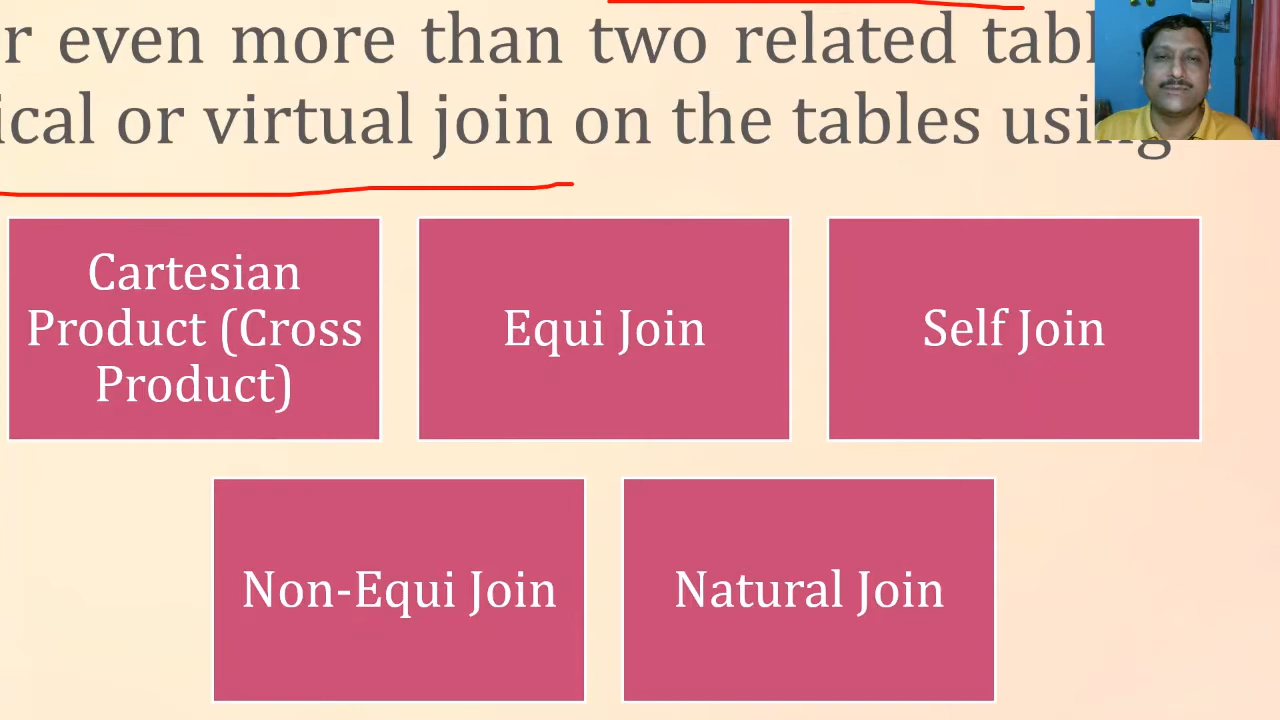 r even more than two related tabl
ical or virtual join on the tables using
Cartesian
Product (Cross
Product)
Equi Join
Self Join
Non-Equi Join
Natural Join